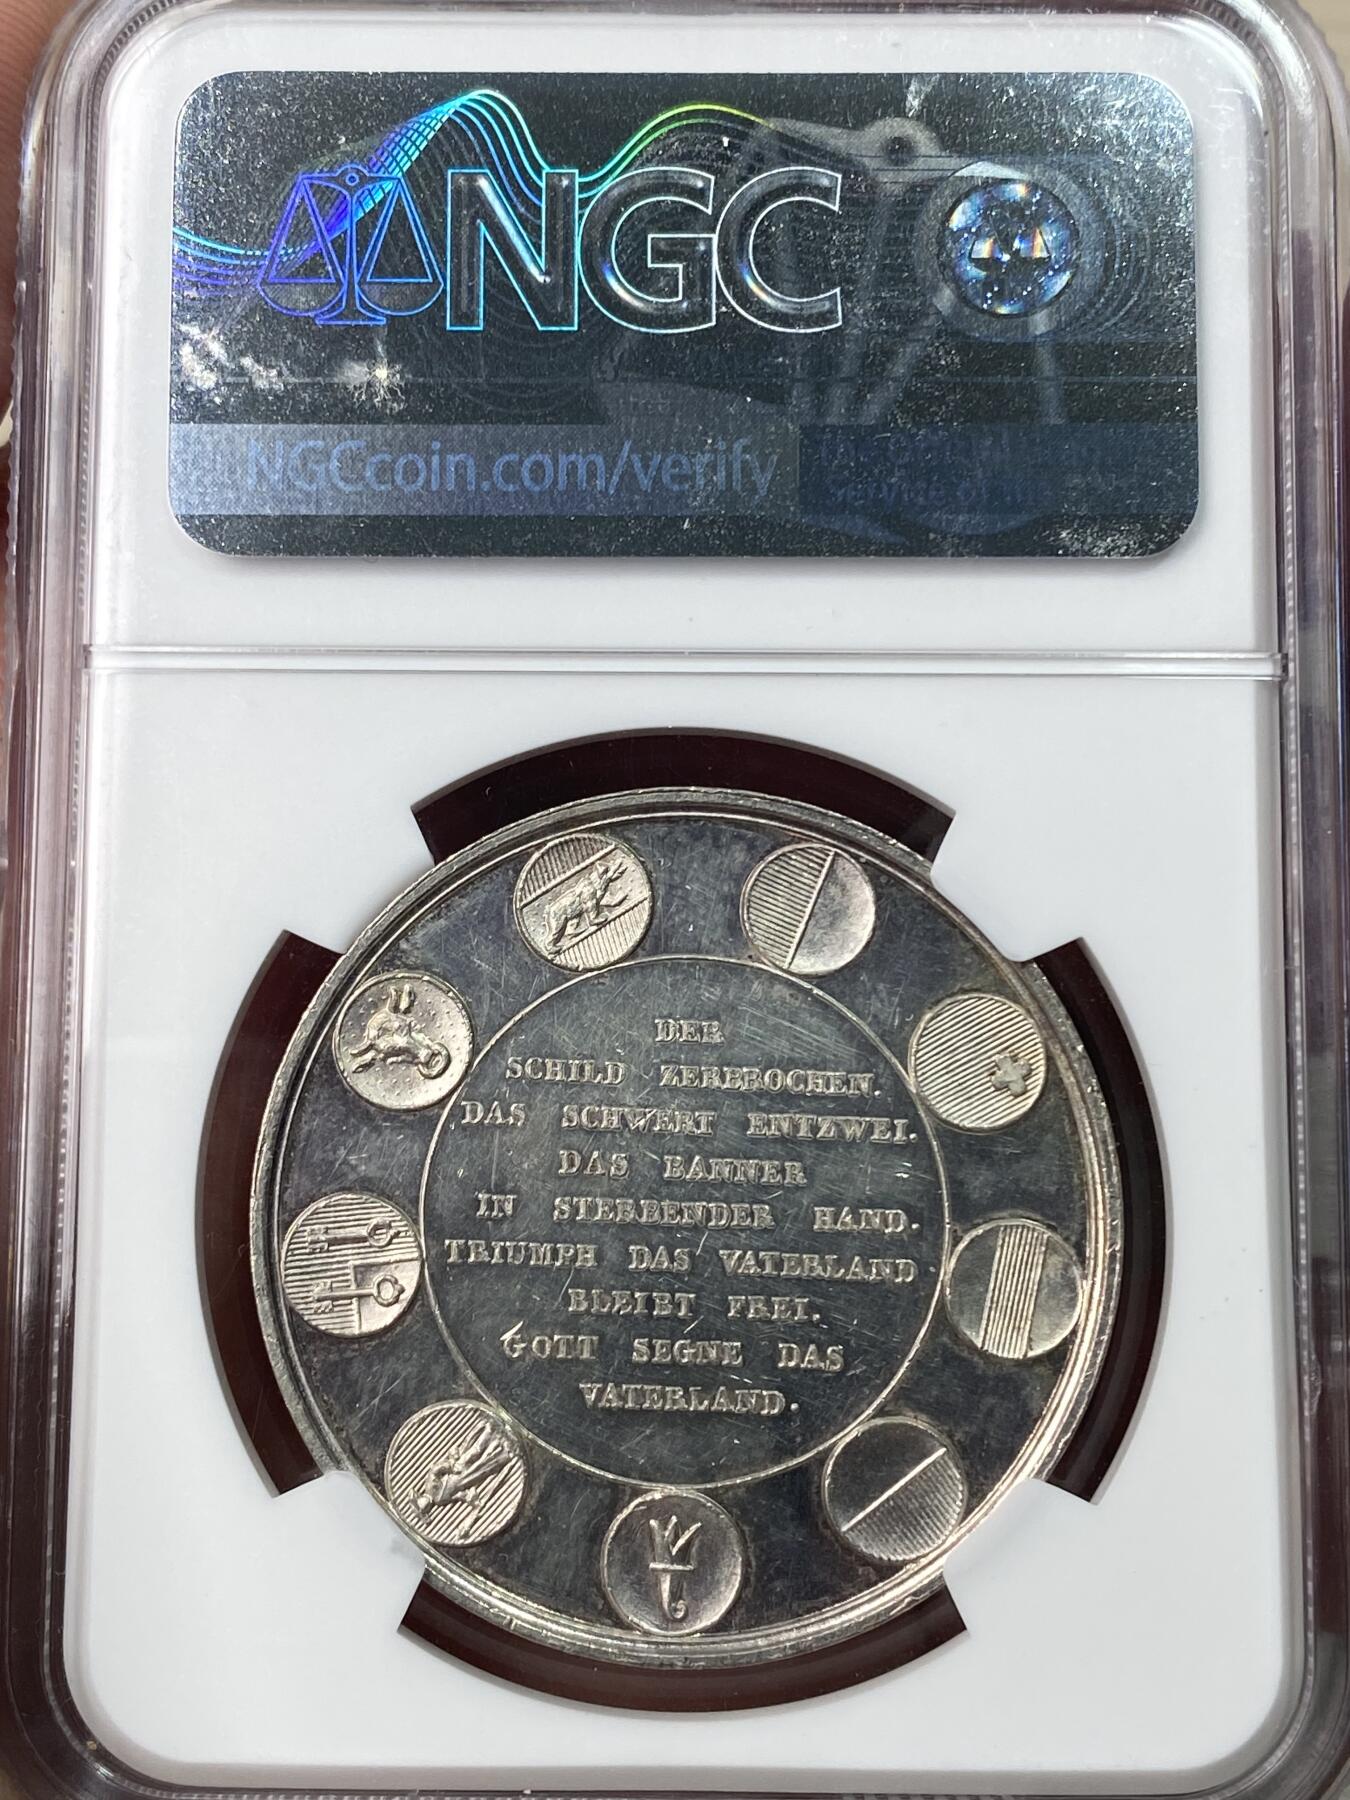 NGC
NGCcoin.com/verify
DER
SCHILD ZERBROCHEN.
DAS SCHWERT ENTZWEI.
DAS BANNER
IN STERBENDER HAND.
TRIUMPH DAS VATERLAND
BLEIBT FREI.
GOTT SEGNE DAS
VATERLAND.